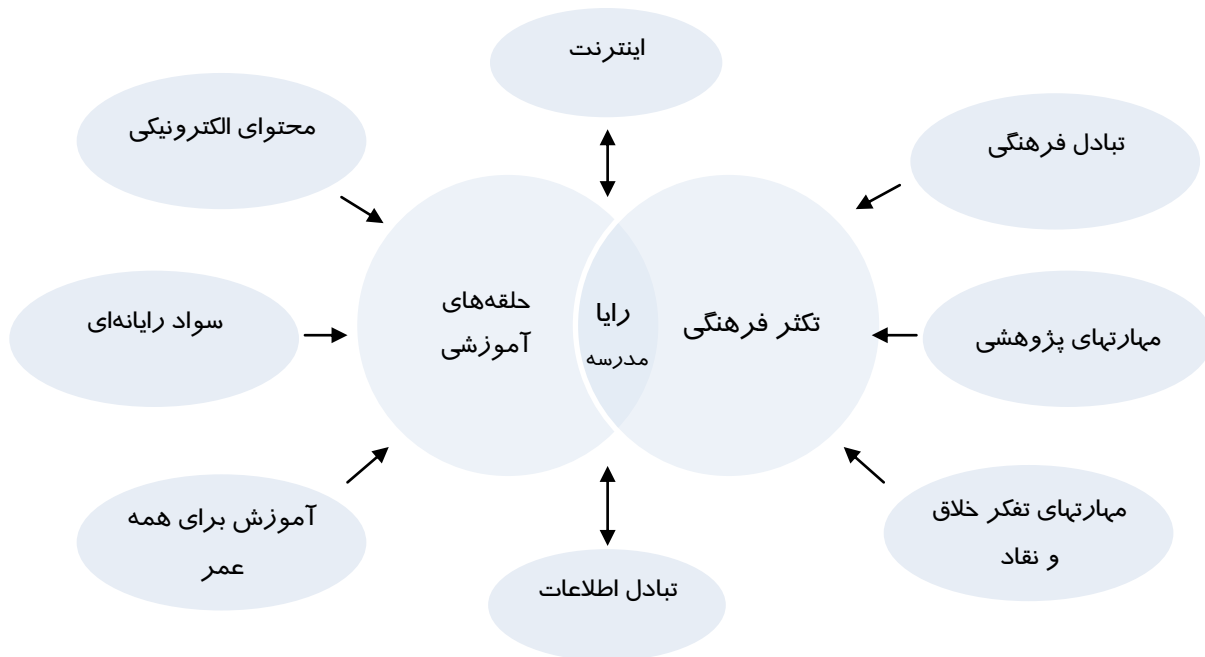 اینترنت
محتوای الکترونیکی
تبادل فرهنگی
حلقه‌های
آموزشی
رایا
مدرسه
تکثر فرهنگی
سواد رایانه‌ای
مهارتهای پژوهشی
آموزش برای همه
عمر
مهارتهای تفکر خلاق
و نقاد
تبادل اطلاعات